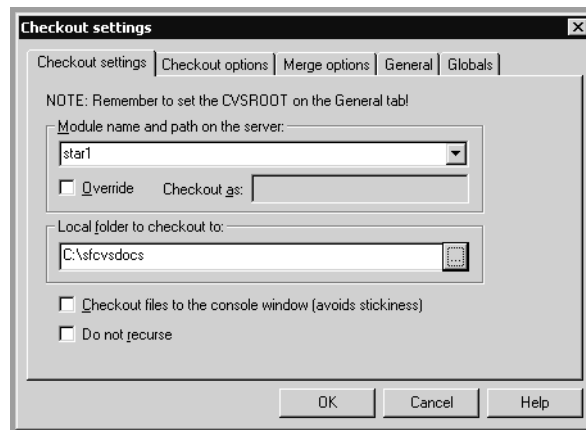 Checkout settings
Checkout settings Checkout options Merge options General Globals
NOTE: Remember to set the CVSROOT on the General tab!
Module name and path on the server:
star1
Override Checkout as:
Local folder to checkout to:
C:\sfcvsdocs
...
Checkout files to the console window (avoids stickiness)
Do not recurse
OK Cancel Help